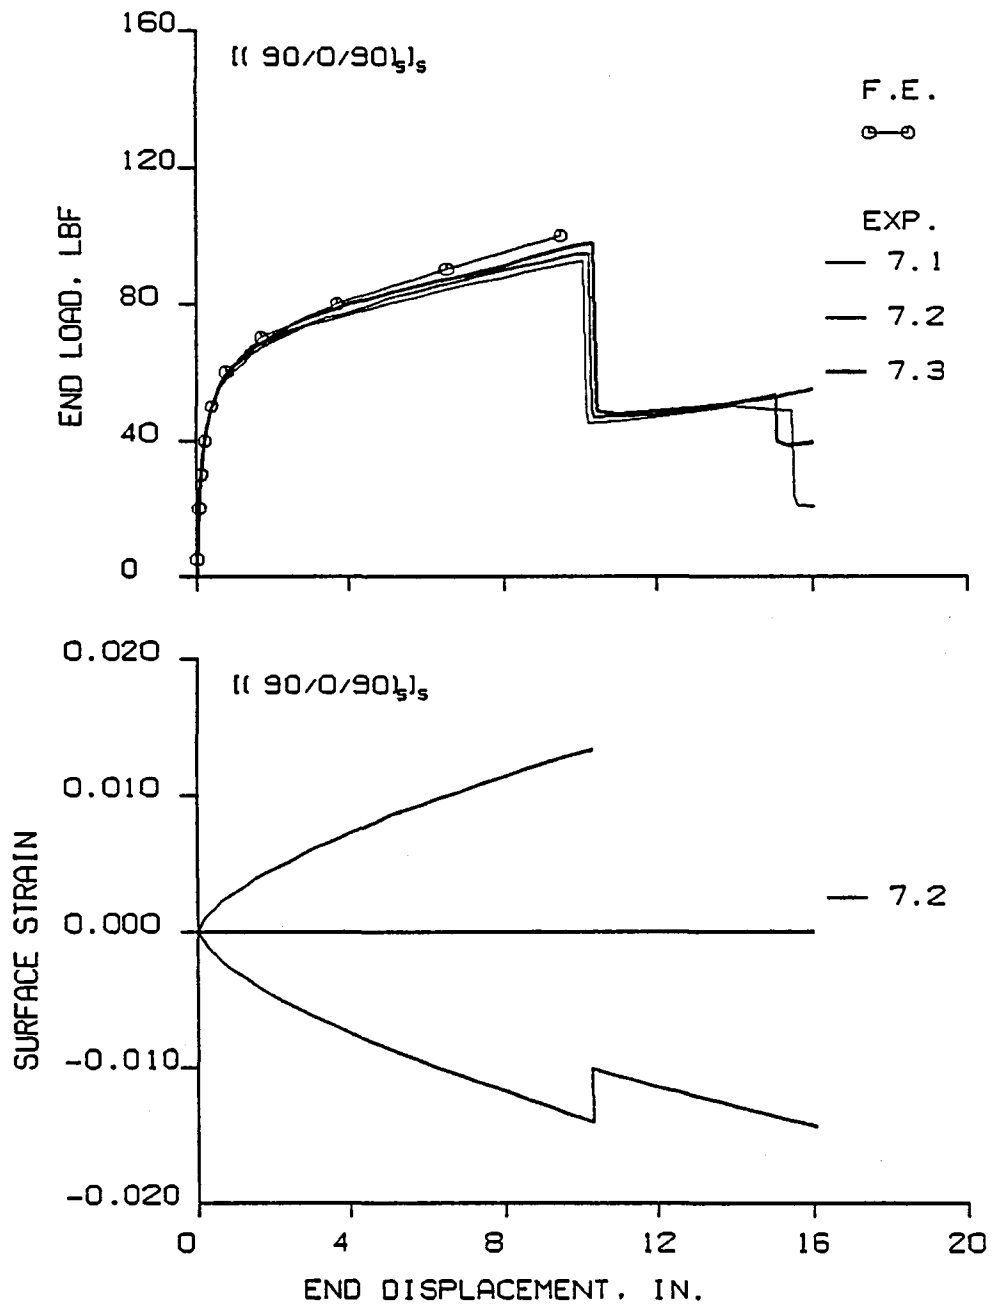 160
[( 90/0/90)s]s
F.E.
120
EXP.
7.1
80
7.2
7.3
40
0
END LOAD, LBF
0.020
[( 90/0/90)s]s
0.010
7.2
0.000
-0.010
-0.020
SURFACE STRAIN
0 4 8 12 16 20
END DISPLACEMENT, IN.